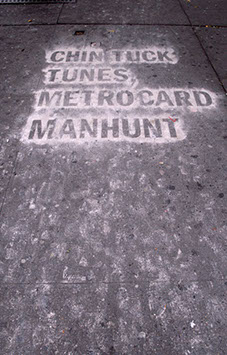 CHIN TUCK
TUNES,
METROCARD
MANHUNT